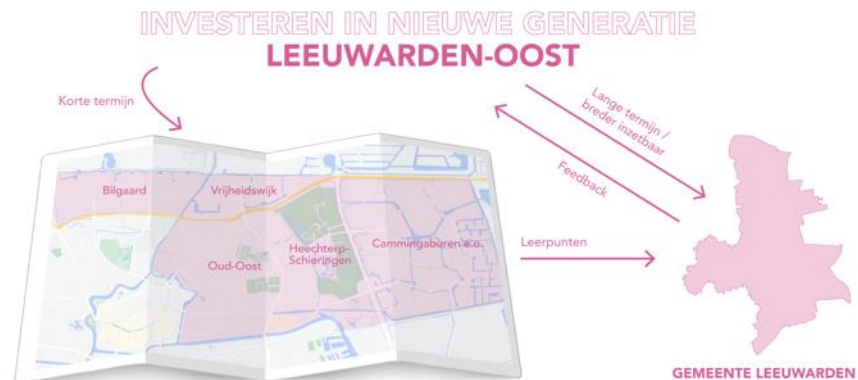 INVESTEREN IN NIEUWE GENERATIE
LEEUWARDEN-OOST
Korte termijn
Lange termijn /
breder inzetbaar
Feedback
Bilgaard
Vrijheidswijk
Oud-Oost
Heechterp-
Schieringen
Cammingaburen e.o.
Leerpunten
GEMEENTE LEEUWARDEN